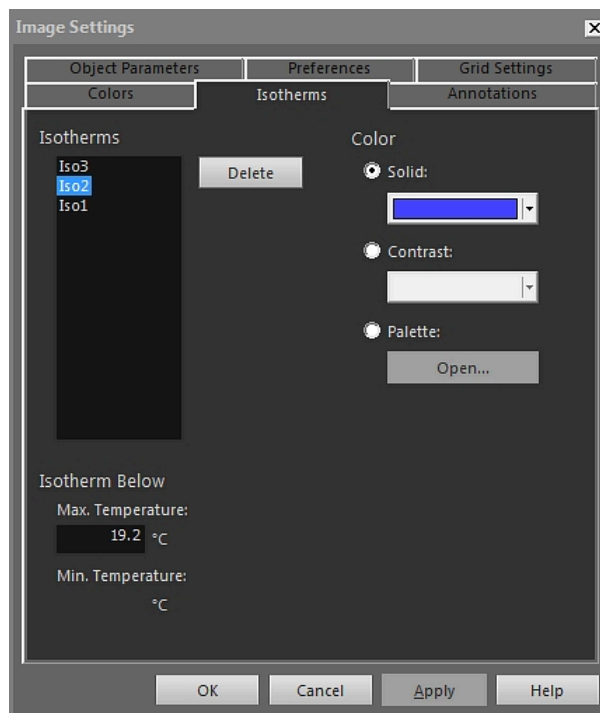 Image Settings
Object Parameters
Preferences
Grid Settings
Colors
Isotherms
Annotations
Isotherms
Iso3
Iso2
Iso1
Delete
Color
Solid:
Contrast:
Palette:
Open...
Isotherm Below
Max. Temperature:
19.2 °C
Min. Temperature:
°C
OK
Cancel
Apply
Help